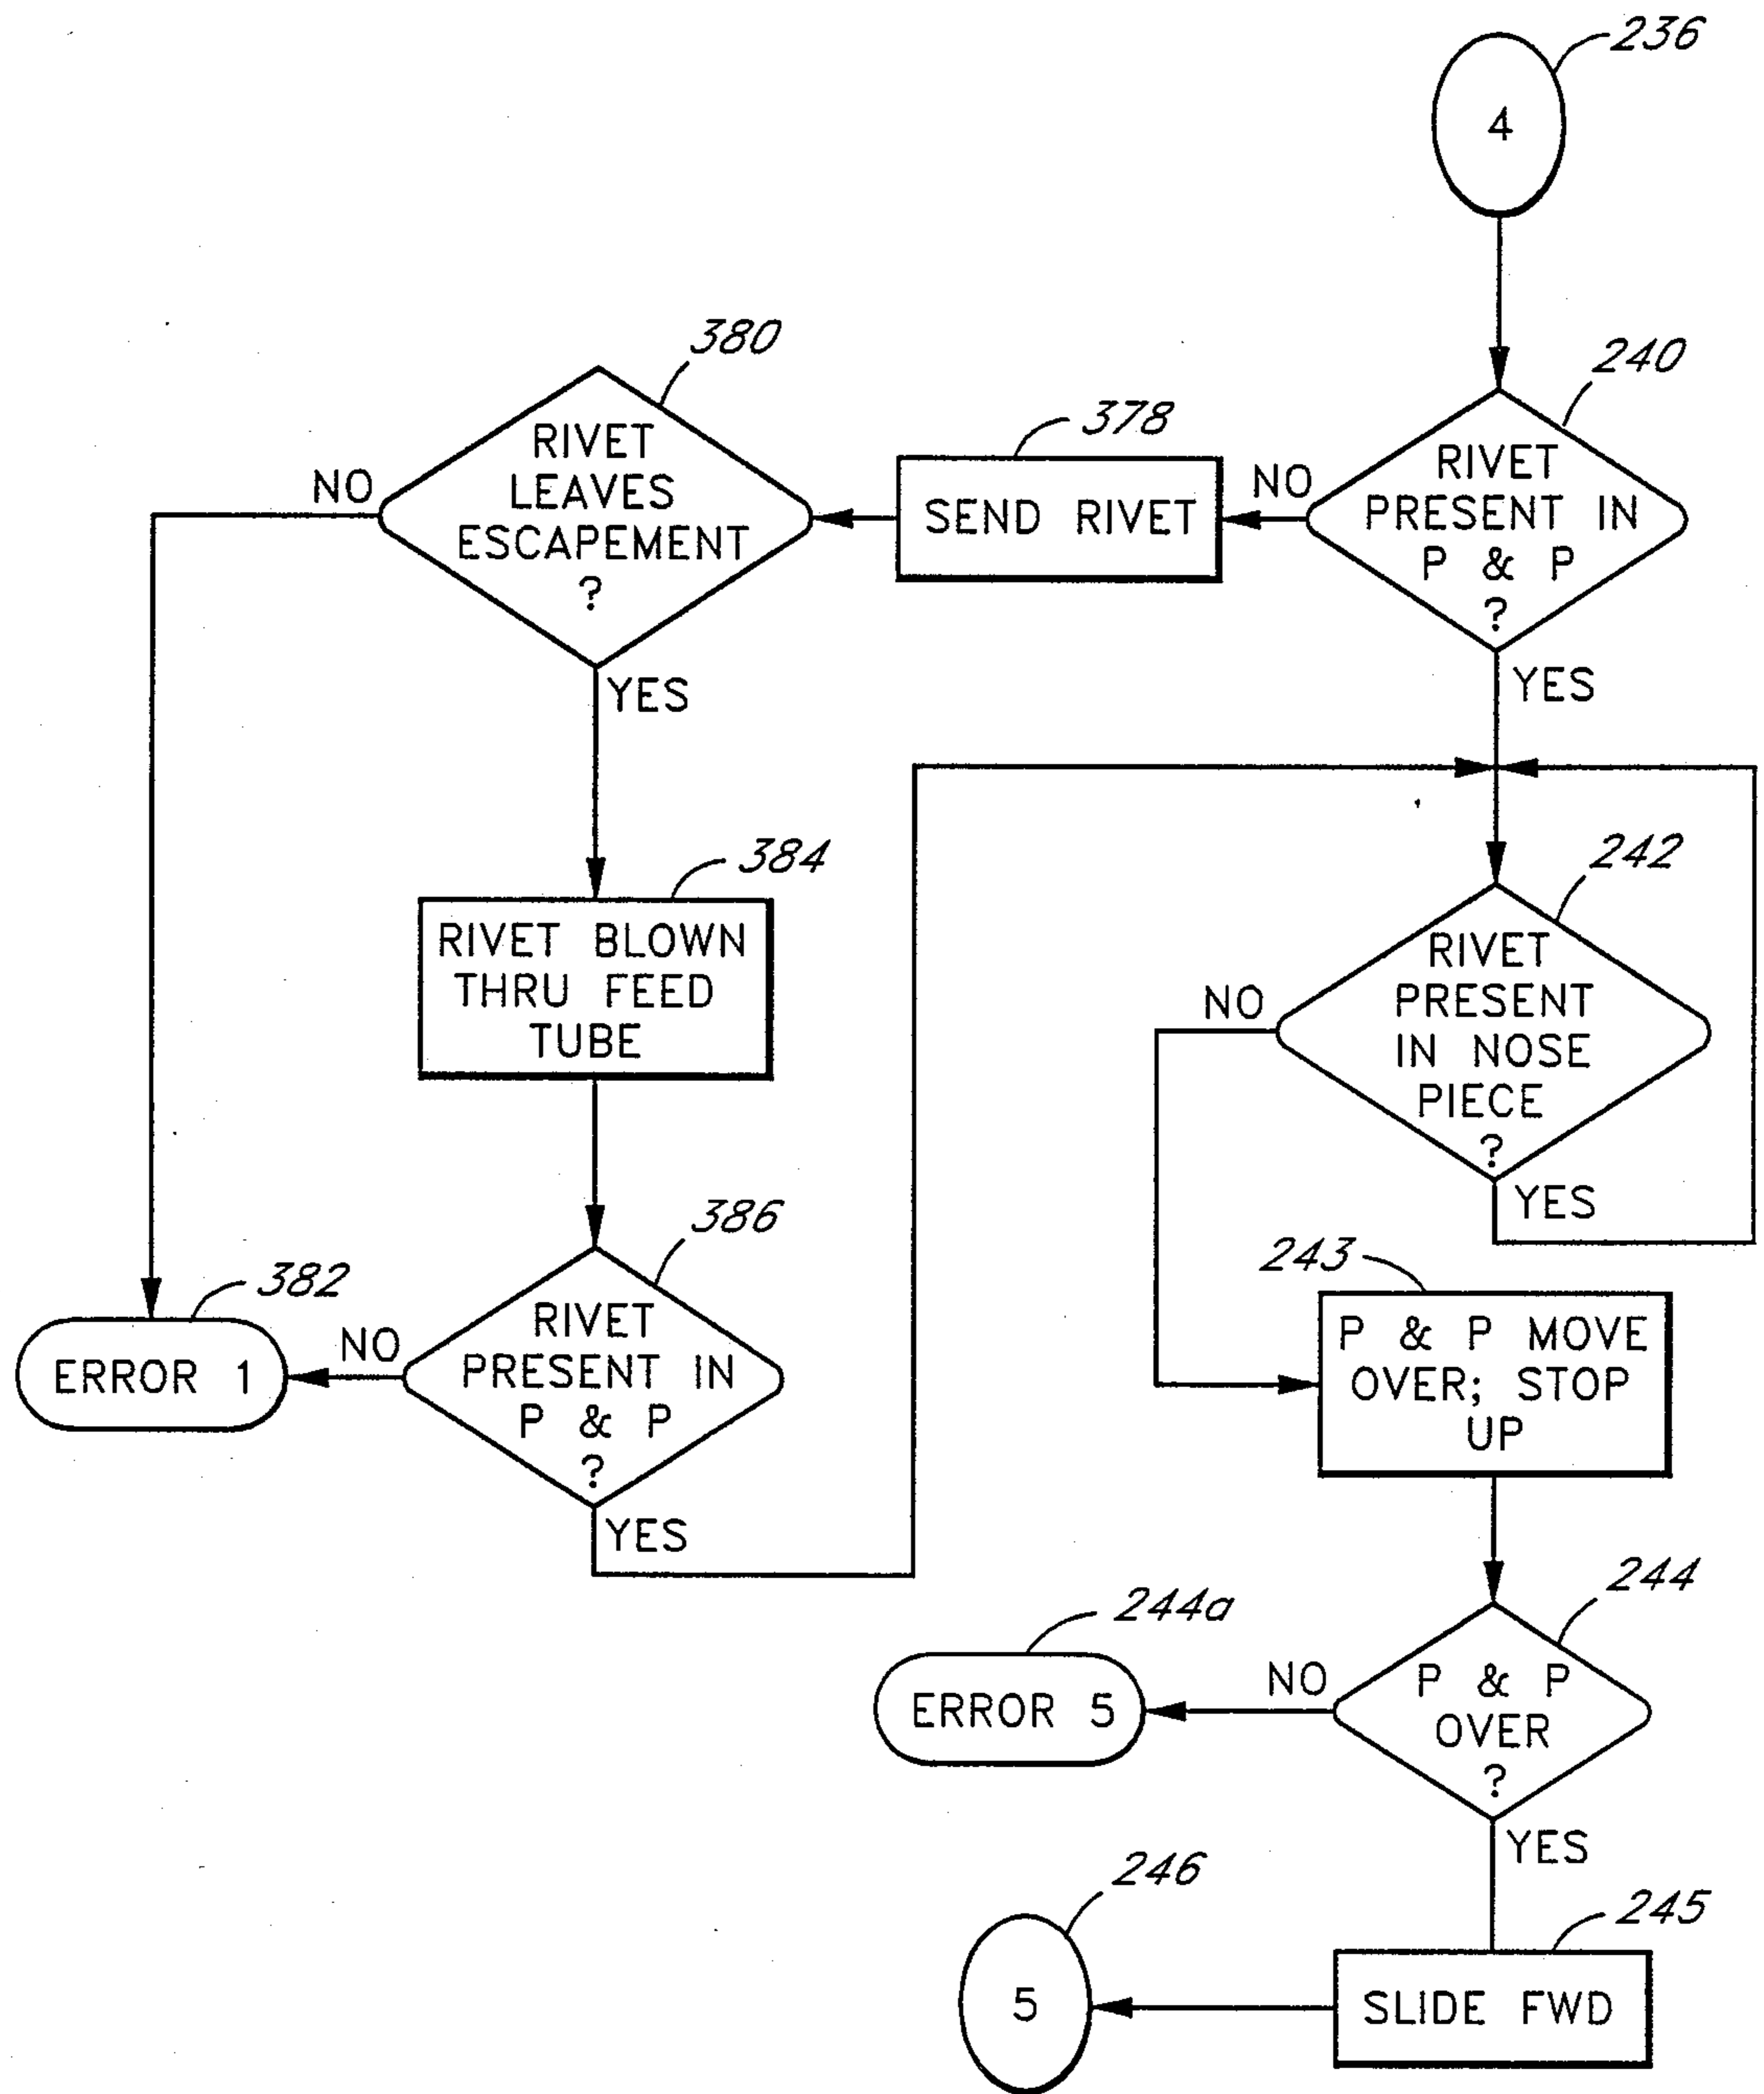 236
4
380
RIVET
LEAVES
ESCAPEMENT
?
NO
YES
378
SEND RIVET
240
RIVET
PRESENT IN
P & P
?
NO
YES
384
RIVET BLOWN
THRU FEED
TUBE
242
RIVET
PRESENT
IN NOSE
PIECE
?
NO
YES
386
RIVET
PRESENT IN
P & P
?
NO
YES
382
ERROR 1
243
P & P MOVE
OVER; STOP
UP
244
P & P
OVER
?
NO
YES
244a
ERROR 5
246
5
245
SLIDE FWD